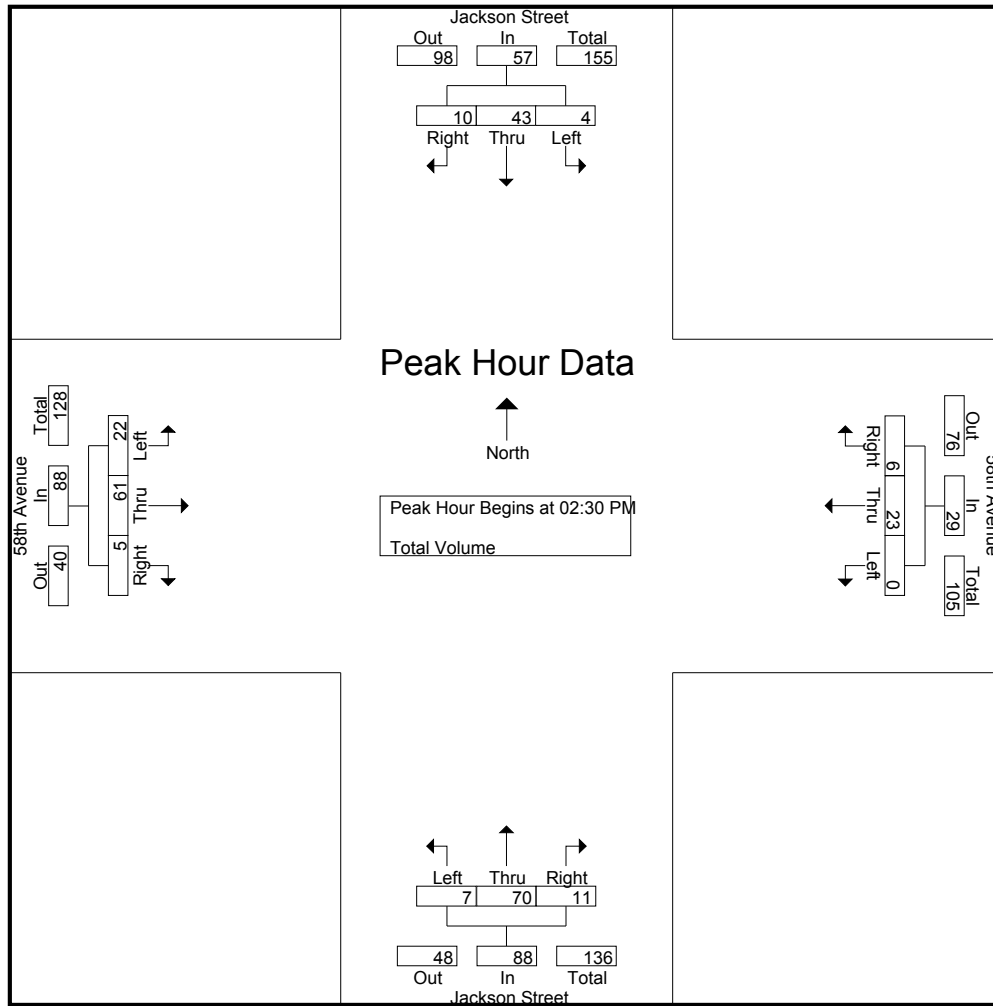 Jackson Street
Out In Total
98 57 155
10 43 4
Right Thru Left
Peak Hour Data
North
Peak Hour Begins at 02:30 PM
Total Volume
58th Avenue
Out In Total
40 88 128
5 61 22
Right Thru Left
58th Avenue
Out In Total
76 29 105
6 23 0
Right Thru Left
Left Thru Right
7 70 11
48 88 136
Out In Total
Jackson Street